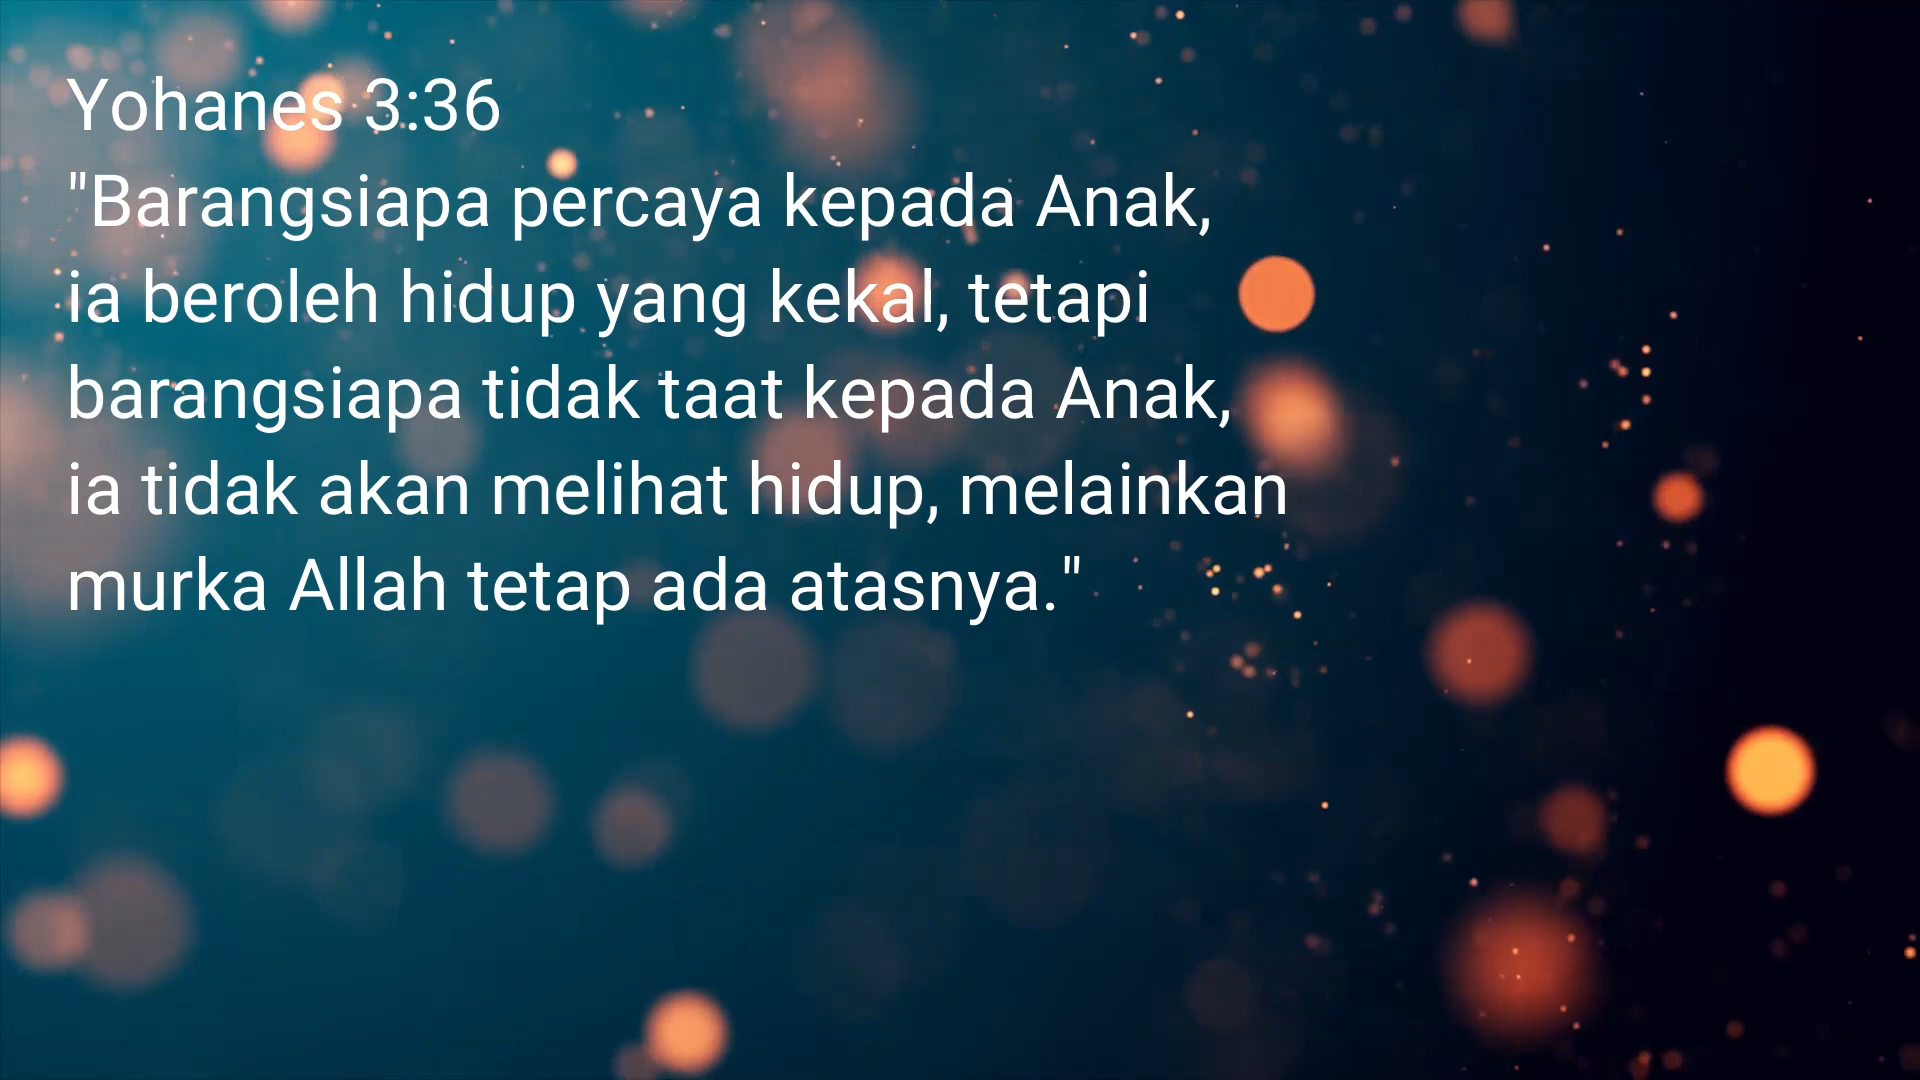 Yohanes 3:36
"Barangsiapa percaya kepada Anak,
ia beroleh hidup yang kekal, tetapi
barangsiapa tidak taat kepada Anak,
ia tidak akan melihat hidup, melainkan
murka Allah tetap ada atasnya."